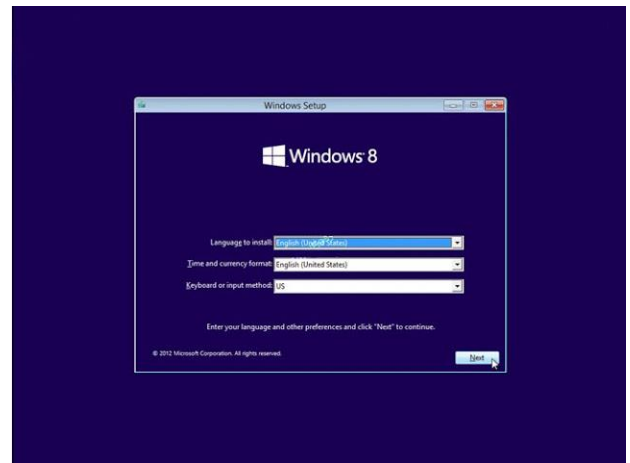 Windows Setup
Windows 8
Language to install: English (United States)
Time and currency format: English (United States)
Keyboard or input method: US
Enter your language and other preferences and click "Next" to continue.
© 2012 Microsoft Corporation. All rights reserved.
Next